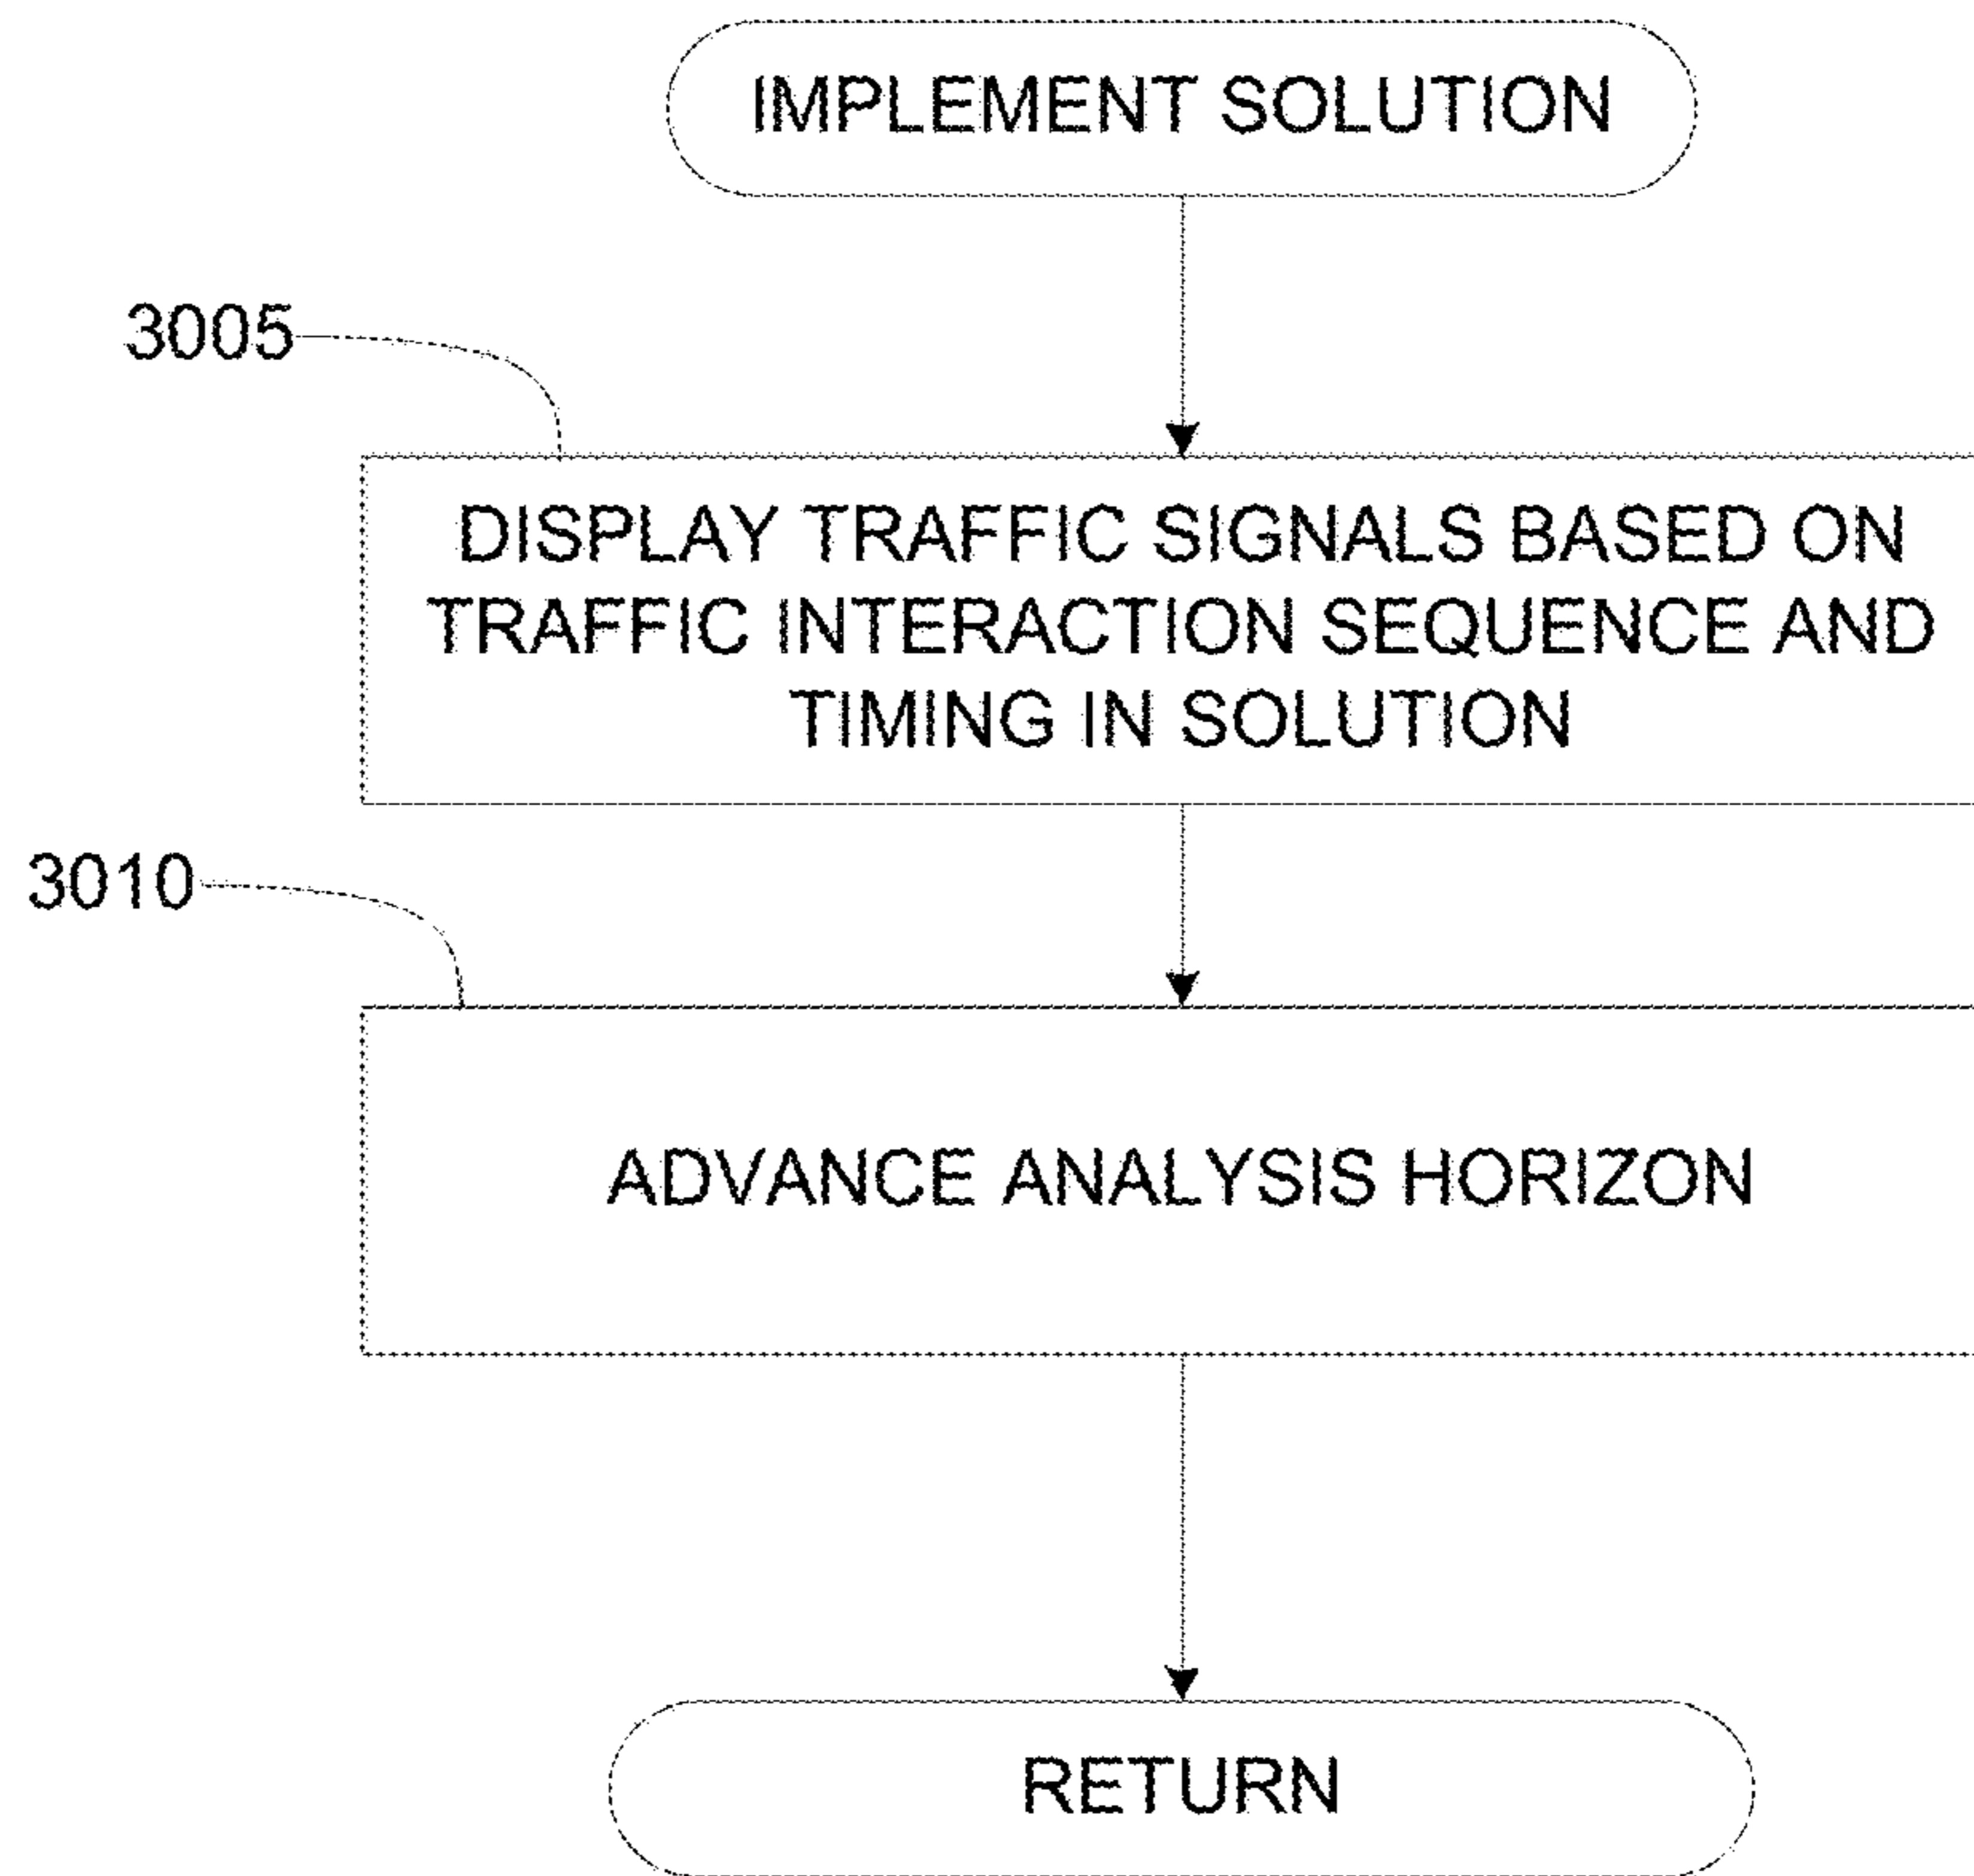 IMPLEMENT SOLUTION
3005
DISPLAY TRAFFIC SIGNALS BASED ON
TRAFFIC INTERACTION SEQUENCE AND
TIMING IN SOLUTION
3010
ADVANCE ANALYSIS HORIZON
RETURN